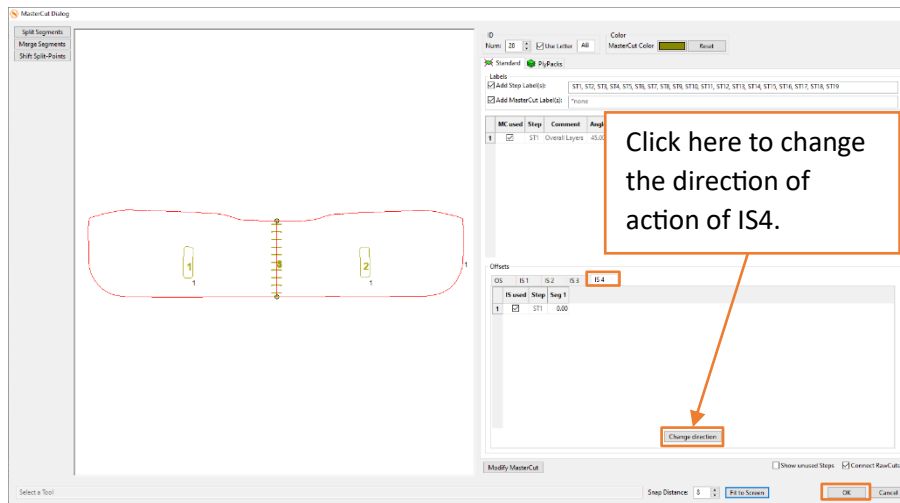 MasterCut Dialog
Split Segments
Merge Segments
Shift Split-Points
ID
Num: 28 Use Letter All
Color
MasterCut Color Reset
Standard PlyPacks
Labels
Add Step Label(s): ST1, ST2, ST3, ST4, ST5, ST6, ST7, ST8, ST9, ST10, ST11, ST12, ST13, ST14, ST15, ST16, ST17, ST18, ST19
Add MasterCut Label(s): *none
MC used Step Comment
1 ST1 Overall Layers 45.00
Click here to change
the direction of
action of IS4.
1
1
2
1
1
Offsets
OS IS 1 IS 2 IS 3 IS 4
IS used Step Seg 1
1 ST1 0.00
Change direction
Modify MasterCut
Show unused Steps Connect RawCuts
Select a Tool
Snap Distance: 8 Fit to Screen OK Cancel